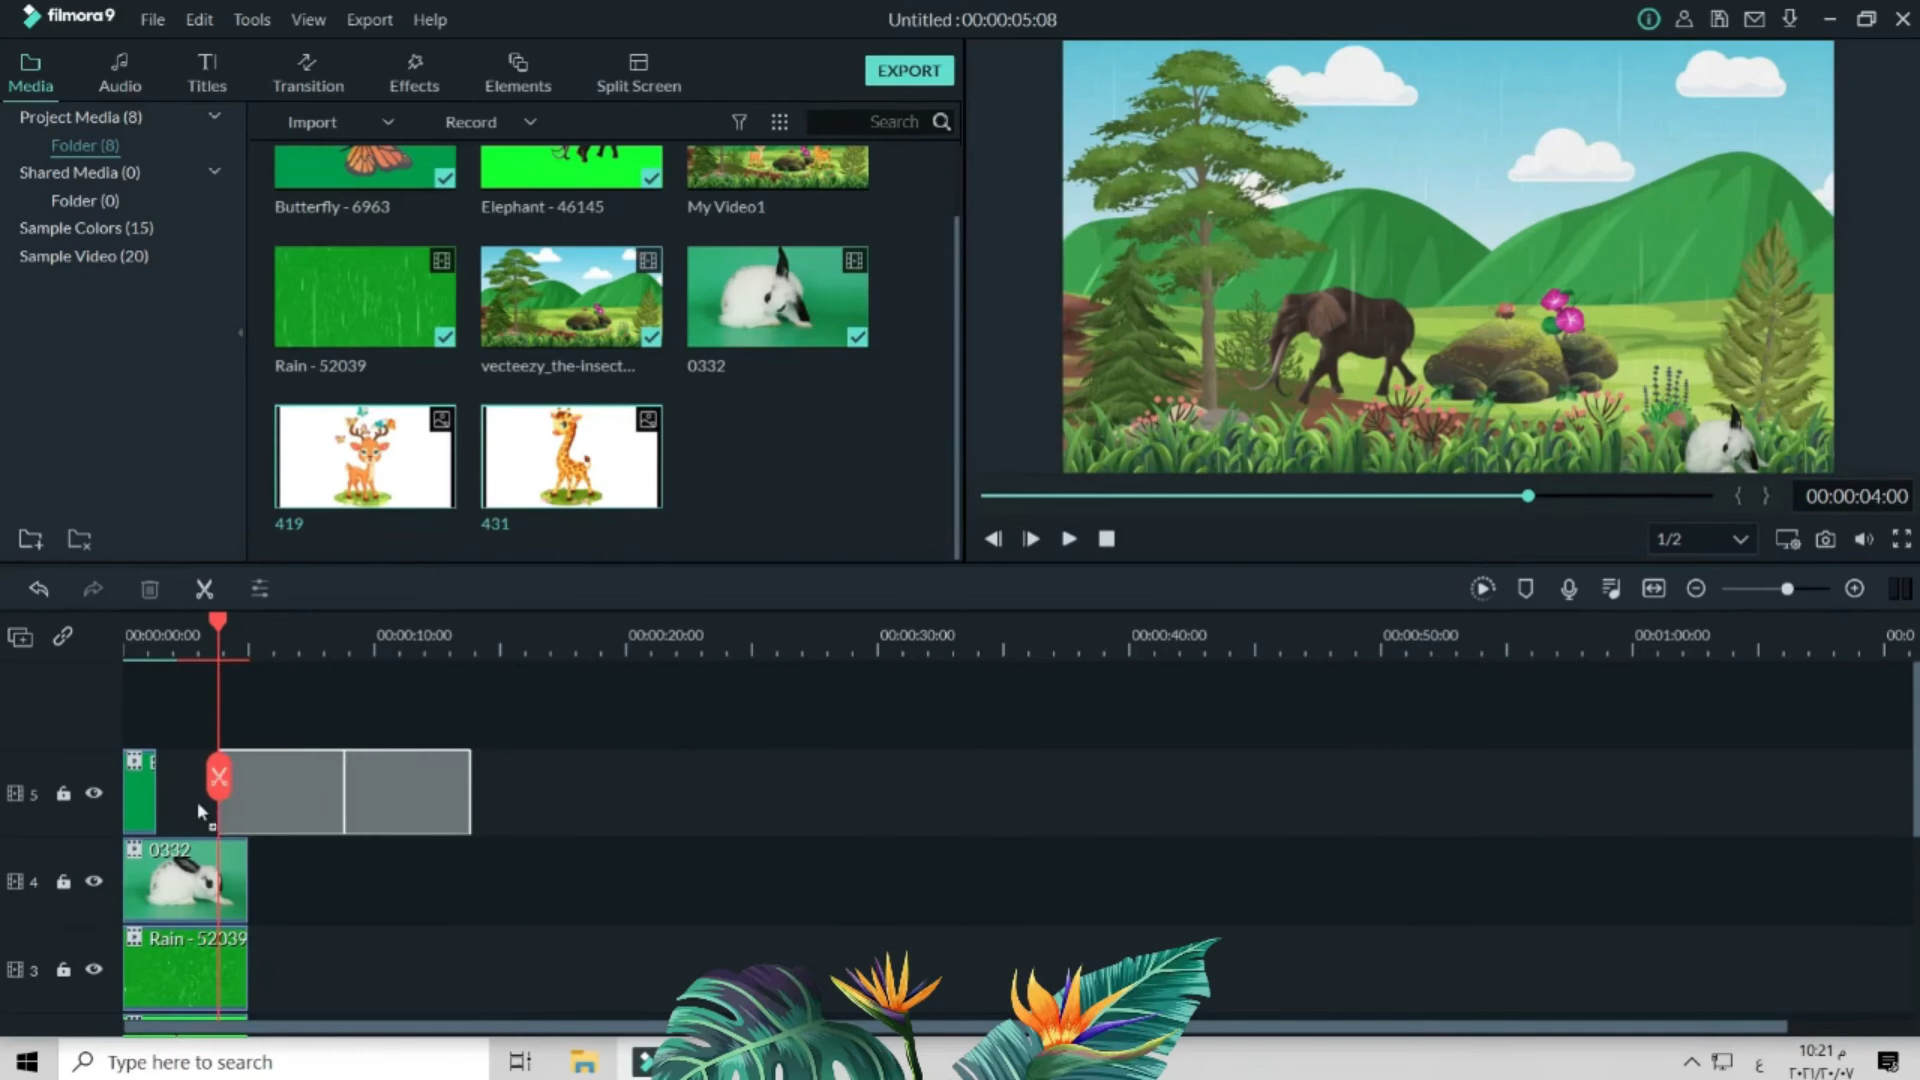 filmora9
File Edit Tools View Export Help
Untitled : 00:00:05:08
Media Audio Titles Transition Effects Elements Split Screen
EXPORT
Project Media (8)
Folder (8)
Shared Media (0)
Folder (0)
Sample Colors (15)
Sample Video (20)
Import Record Search
Butterfly - 6963 Elephant - 46145 My Video1
Rain - 52039 vecteezy_the-insect... 0332
419 431
00:00:04:00
1/2
00:00:00:00 00:00:10:00 00:00:20:00 00:00:30:00 00:00:40:00 00:00:50:00 00:01:00:00 00:0
5
4 0332
3 Rain - 52039
Type here to search
ع
10:21 م